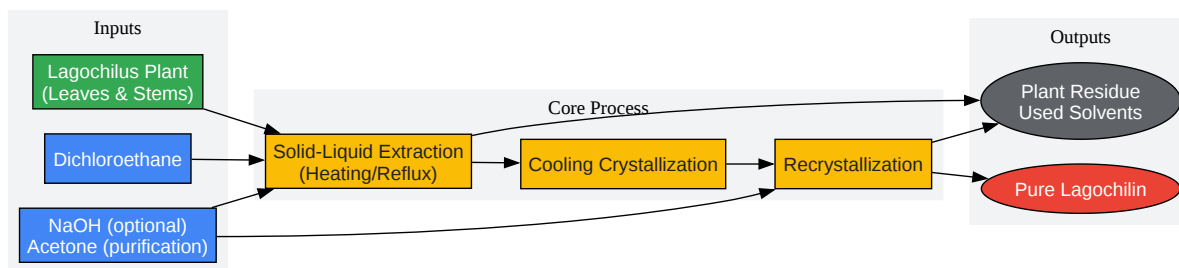 Inputs
Lagochilus Plant
(Leaves & Stems)
Dichloroethane
NaOH (optional)
Acetone (purification)
Core Process
Solid-Liquid Extraction
(Heating/Reflux)
Cooling Crystallization
Recrystallization
Outputs
Plant Residue
Used Solvents
Pure Lagochilin